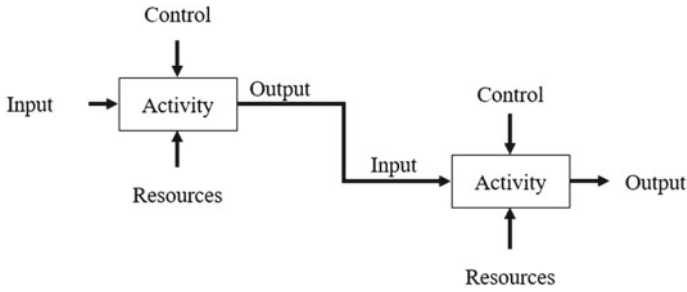 Control
Input
Activity
Output
Resources
Control
Input
Activity
Output
Resources